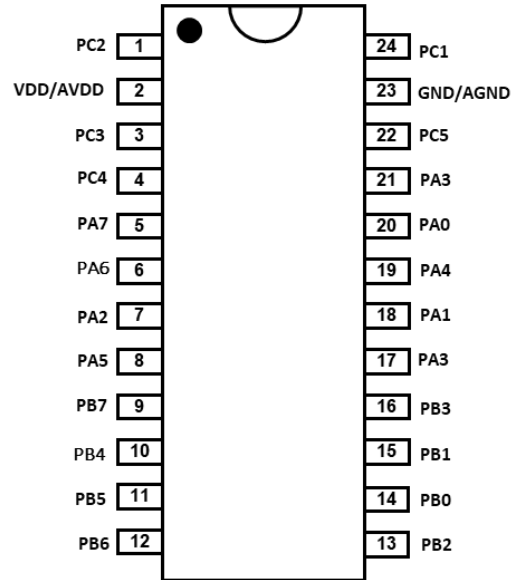 PC2 1 24 PC1
VDD/AVDD 2 23 GND/AGND
PC3 3 22 PC5
PC4 4 21 PA3
PA7 5 20 PA0
PA6 6 19 PA4
PA2 7 18 PA1
PA5 8 17 PA3
PB7 9 16 PB3
PB4 10 15 PB1
PB5 11 14 PB0
PB6 12 13 PB2